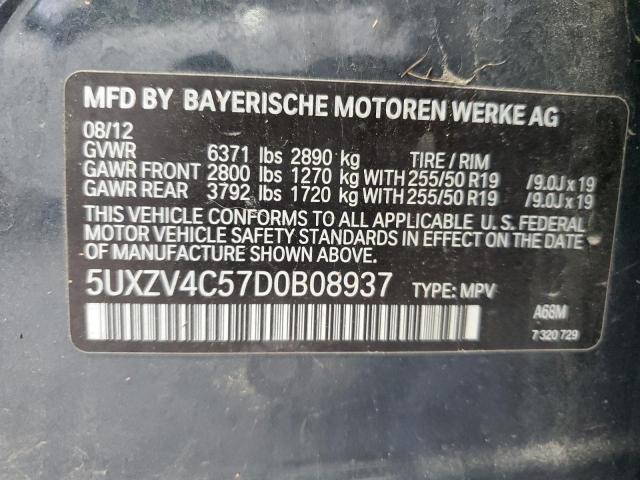 MFD BY BAYERISCHE MOTOREN WERKE AG
08/12
GVWR 6371 lbs 2890 kg TIRE / RIM
GAWR FRONT 2800 lbs 1270 kg WITH 255/50 R19 /9.0J x 19
GAWR REAR 3792 lbs 1720 kg WITH 255/50 R19 /9.0J x 19
THIS VEHICLE CONFORMS TO ALL APPLICABLE U.S. FEDERAL
MOTOR VEHICLE SAFETY STANDARDS IN EFFECT ON THE DATE
OF MANUFACTURE SHOWN ABOVE.
5UXZV4C57D0B08937 TYPE: MPV
A68M
7 320 729